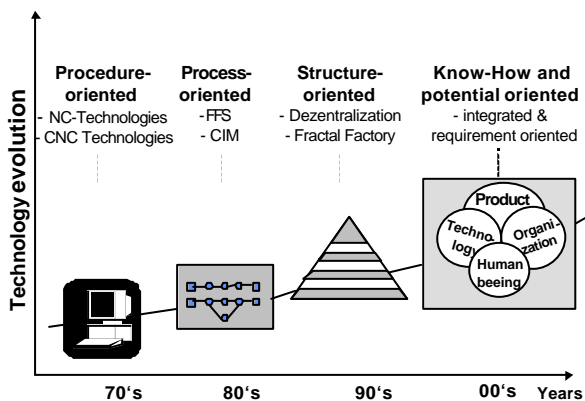 Technology evolution
Procedure-
oriented
- NC-Technologies
- CNC Technologies
Process-
oriented
-FFS
- CIM
Structure-
oriented
- Dezentralization
- Fractal Factory
Know-How and
potential oriented
- integrated &
requirement oriented
Product
Techno-
logy
Organi-
zation
Human
beeing
70's
80's
90's
00's
Years